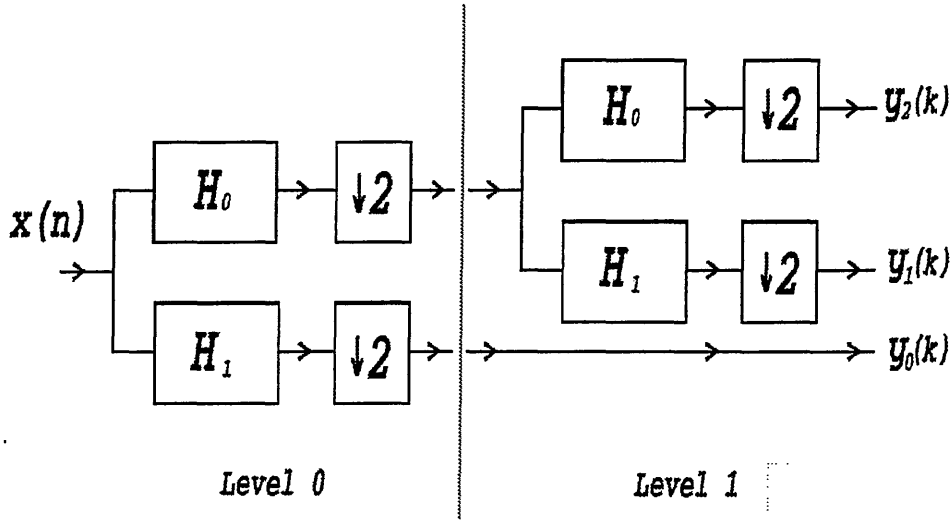 H₀ ↓2 y₂(k)
x(n) H₀ ↓2
H₁ ↓2 y₁(k)
H₁ ↓2 y₀(k)
Level 0 Level 1